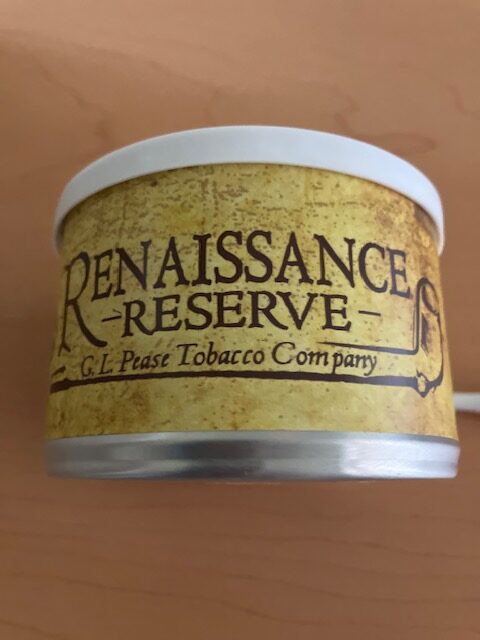 RENAISSANCE
-RESERVE-
G. L. Pease Tobacco Company